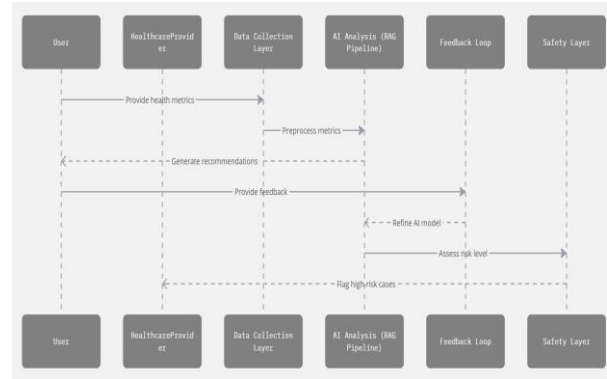 User
HealthcareProvid
er
Data Collection
Layer
AI Analysis (RAG
Pipeline)
Feedback Loop
Safety Layer
Provide health metrics
Preprocess metrics
Generate recommendations
Provide feedback
Refine AI model
Assess risk level
Flag high-risk cases
User
HealthcareProvid
er
Data Collection
Layer
AI Analysis (RAG
Pipeline)
Feedback Loop
Safety Layer